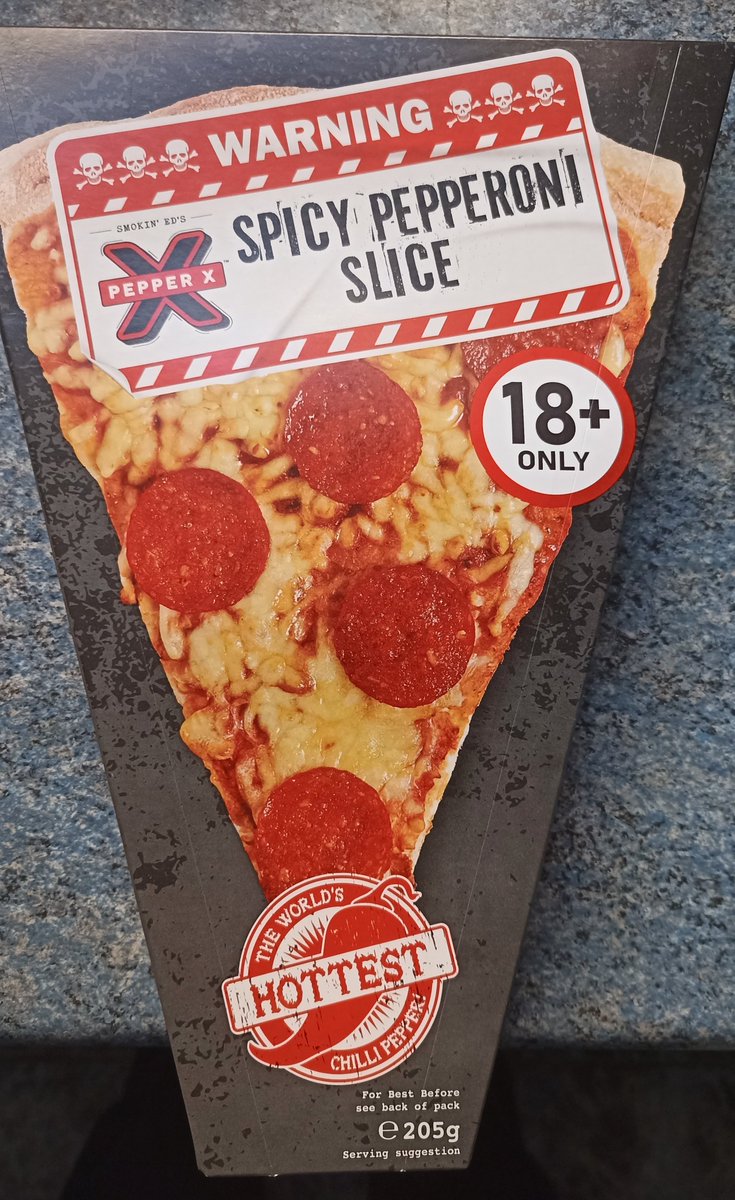 WARNING
SMOKIN' ED'S
PEPPER X™
SPICY PEPPERONI
SLICE
18+
ONLY
THE WORLD'S
HOTTEST
CHILLI PEPPER!
For Best Before
see back of pack
℮205g
Serving suggestion